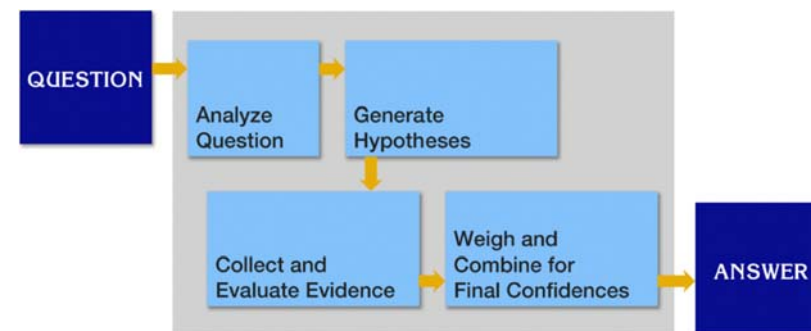 QUESTION
Analyze
Question
Generate
Hypotheses
Collect and
Evaluate Evidence
Weigh and
Combine for
Final Confidences
ANSWER